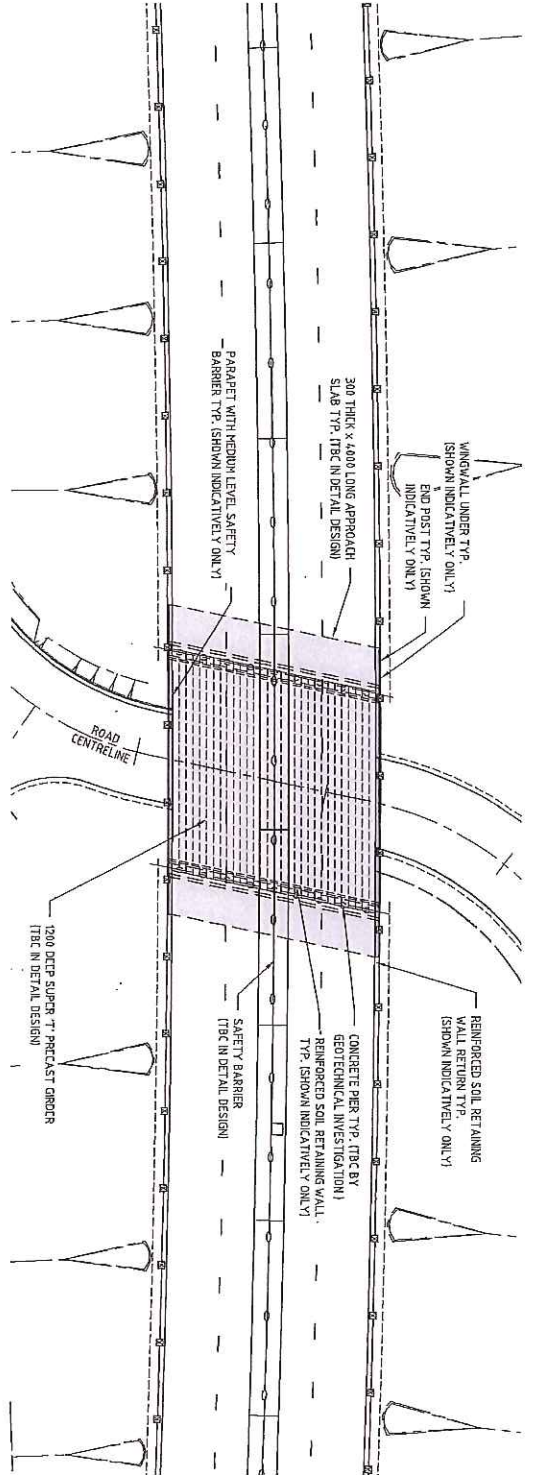 WINGWALL UNDER TYP.
(SHOWN INDICATIVELY ONLY)
END POST TYP. (SHOWN
INDICATIVELY ONLY)
300 THICK x 4000 LONG APPROACH
SLAB TYP. (TBC IN DETAIL DESIGN)
PARAPET WITH MEDIUM LEVEL SAFETY
BARRIER TYP. (SHOWN INDICATIVELY ONLY)
ROAD
CENTRELINE
REINFORCED SOIL RETAINING
WALL RETURN TYP.
(SHOWN INDICATIVELY ONLY)
CONCRETE PIER TYP. (TBC BY
GEOTECHNICAL INVESTIGATION)
REINFORCED SOIL RETAINING WALL
TYP. (SHOWN INDICATIVELY ONLY)
SAFETY BARRIER
(TBC IN DETAIL DESIGN)
1200 DEEP SUPER 'T' PRECAST GIRDER
(TBC IN DETAIL DESIGN)